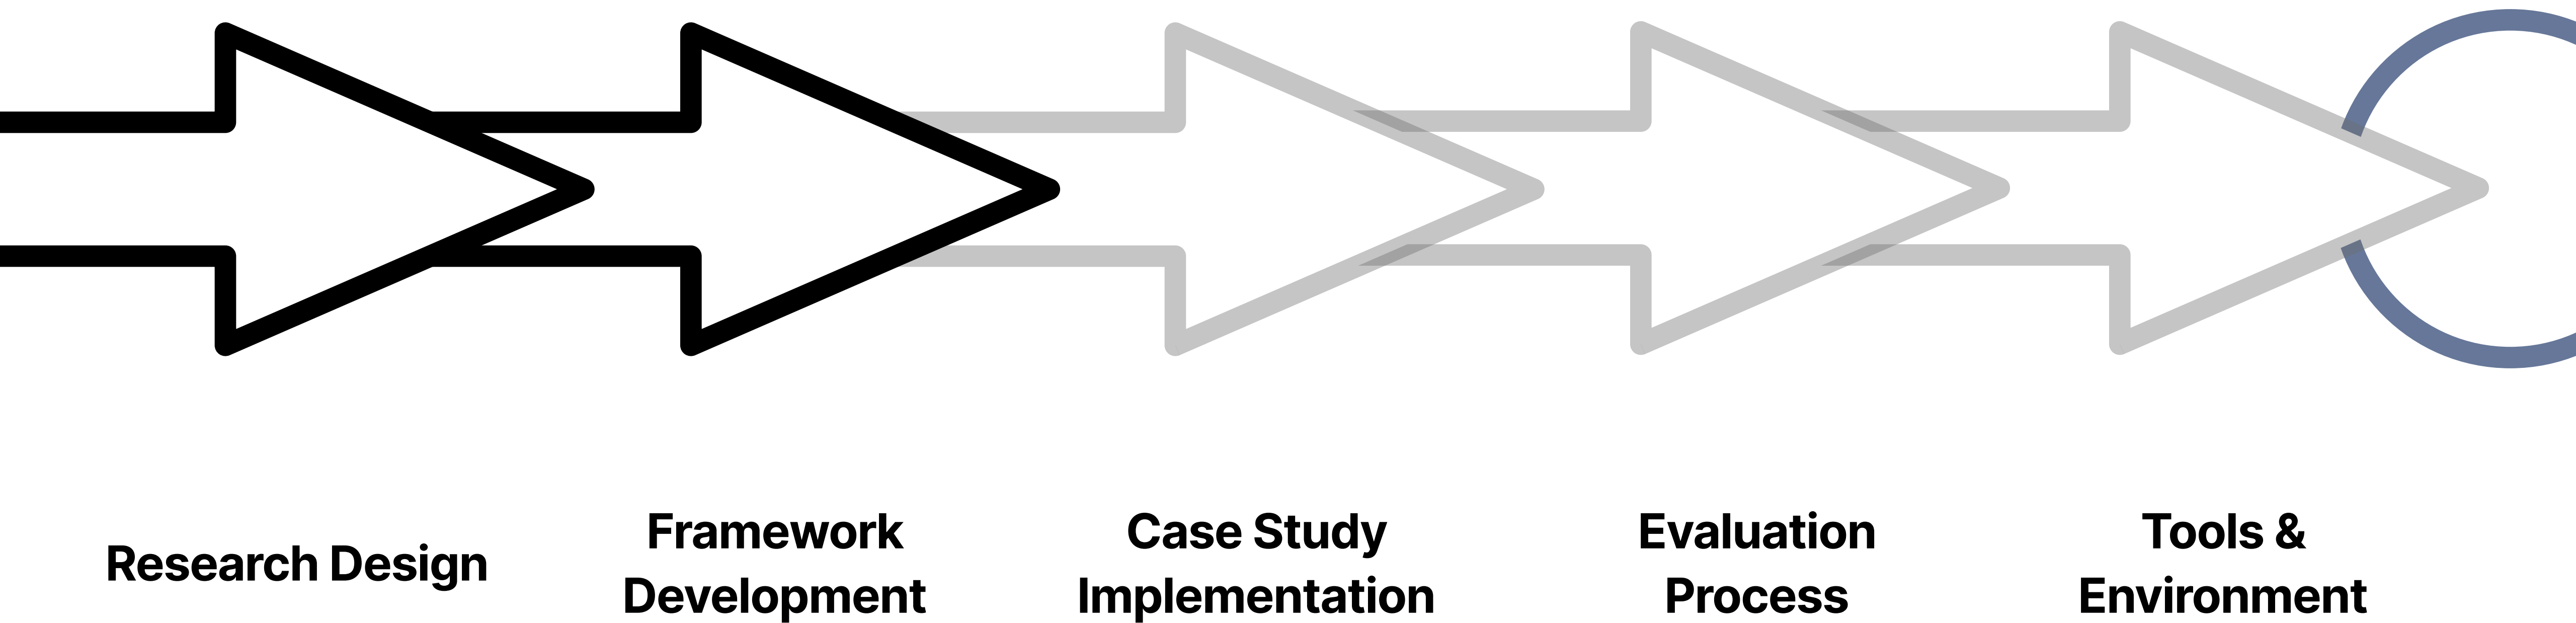 Research Design
Framework
Development
Case Study
Implementation
Evaluation
Process
Tools &
Environment